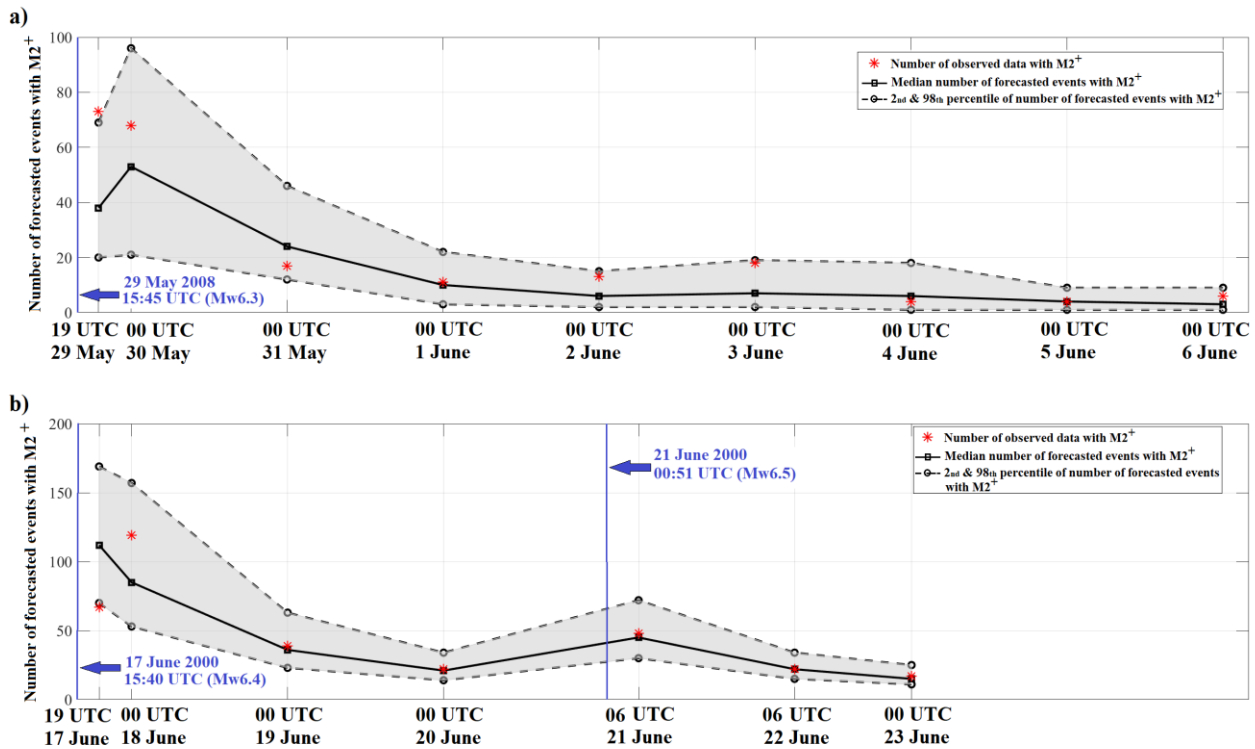 a)
Number of forecasted events with M2⁺
100
80
60
40
20
0
Number of observed data with M2⁺
Median number of forecasted events with M2⁺
2nd & 98th percentile of number of forecasted events with M2⁺
29 May 2008
15:45 UTC (Mw6.3)
19 UTC 00 UTC 00 UTC 00 UTC 00 UTC 00 UTC 00 UTC 00 UTC 00 UTC
29 May 30 May 31 May 1 June 2 June 3 June 4 June 5 June 6 June
b)
Number of forecasted events with M2⁺
200
150
100
50
0
Number of observed data with M2⁺
Median number of forecasted events with M2⁺
2nd & 98th percentile of number of forecasted events
with M2⁺
21 June 2000
00:51 UTC (Mw6.5)
17 June 2000
15:40 UTC (Mw6.4)
19 UTC 00 UTC 00 UTC 00 UTC 06 UTC 06 UTC 00 UTC
17 June 18 June 19 June 20 June 21 June 22 June 23 June